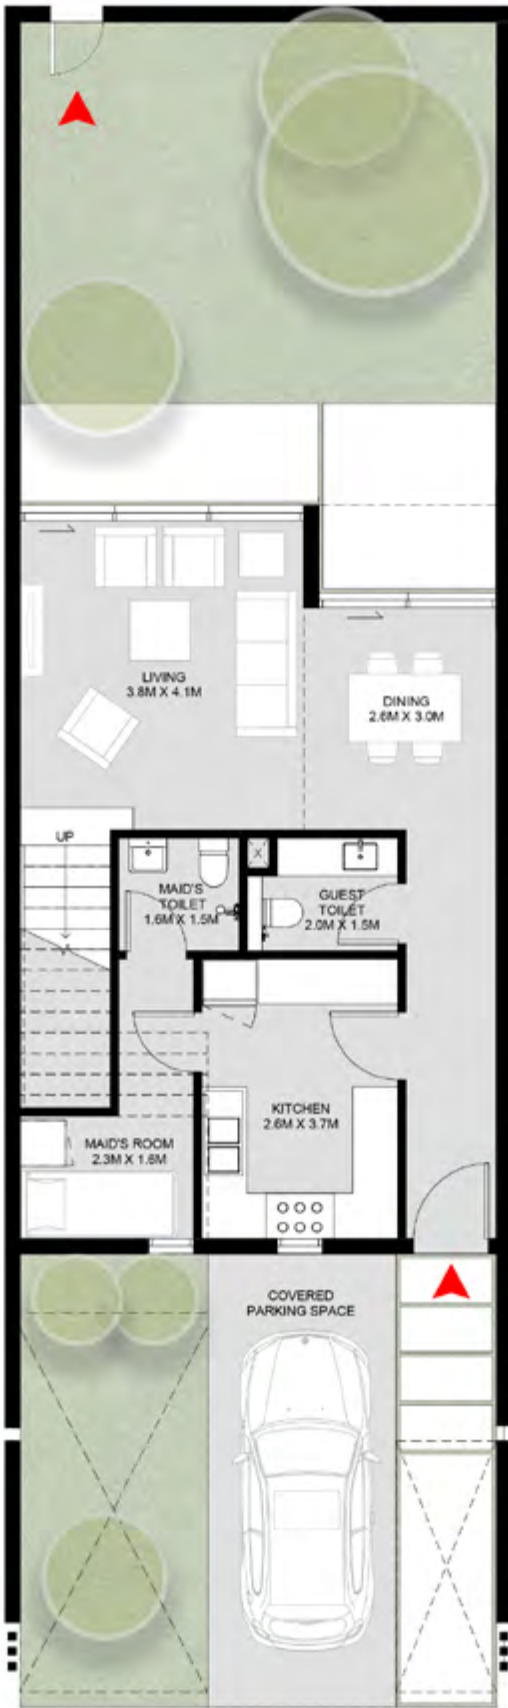 LIVING
3.8M X 4.1M
DINING
2.6M X 3.0M
UP
X
MAID'S
TOILET
1.6M X 1.5M
GUEST
TOILET
2.0M X 1.5M
KITCHEN
2.6M X 3.7M
MAID'S ROOM
2.3M X 1.6M
COVERED
PARKING SPACE